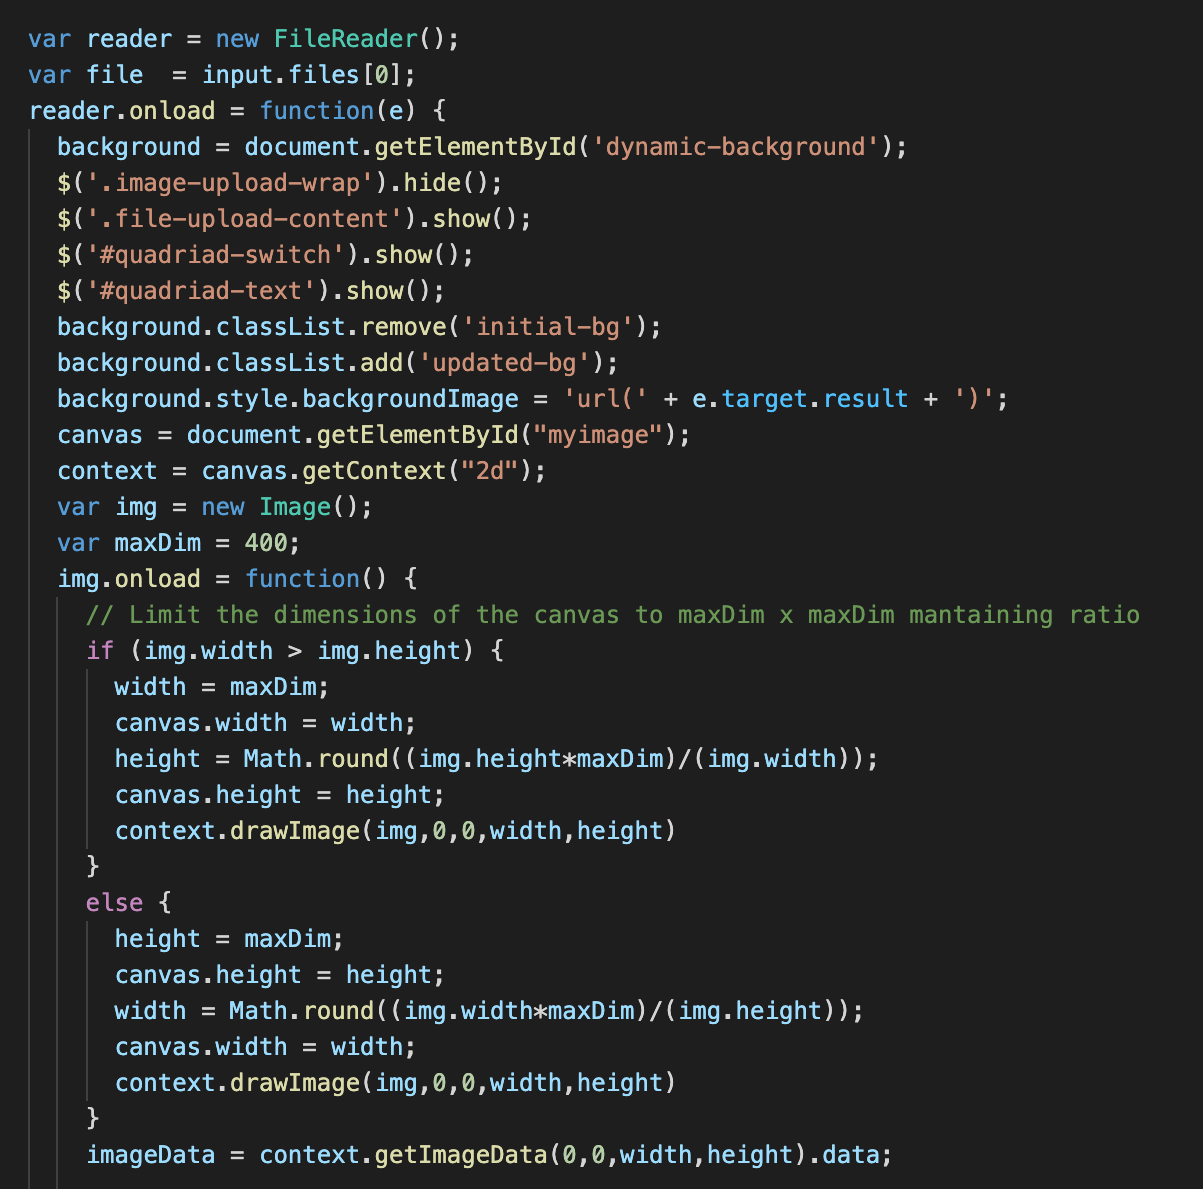 var reader = new FileReader();
var file  = input.files[0];
reader.onload = function(e) {
  background = document.getElementById('dynamic-background');
  $('.image-upload-wrap').hide();
  $('.file-upload-content').show();
  $('#quadriad-switch').show();
  $('#quadriad-text').show();
  background.classList.remove('initial-bg');
  background.classList.add('updated-bg');
  background.style.backgroundImage = 'url(' + e.target.result + ')';
  canvas = document.getElementById("myimage");
  context = canvas.getContext("2d");
  var img = new Image();
  var maxDim = 400;
  img.onload = function() {
    // Limit the dimensions of the canvas to maxDim x maxDim mantaining ratio
    if (img.width > img.height) {
      width = maxDim;
      canvas.width = width;
      height = Math.round((img.height*maxDim)/(img.width));
      canvas.height = height;
      context.drawImage(img,0,0,width,height)
    }
    else {
      height = maxDim;
      canvas.height = height;
      width = Math.round((img.width*maxDim)/(img.height));
      canvas.width = width;
      context.drawImage(img,0,0,width,height)
    }
    imageData = context.getImageData(0,0,width,height).data;